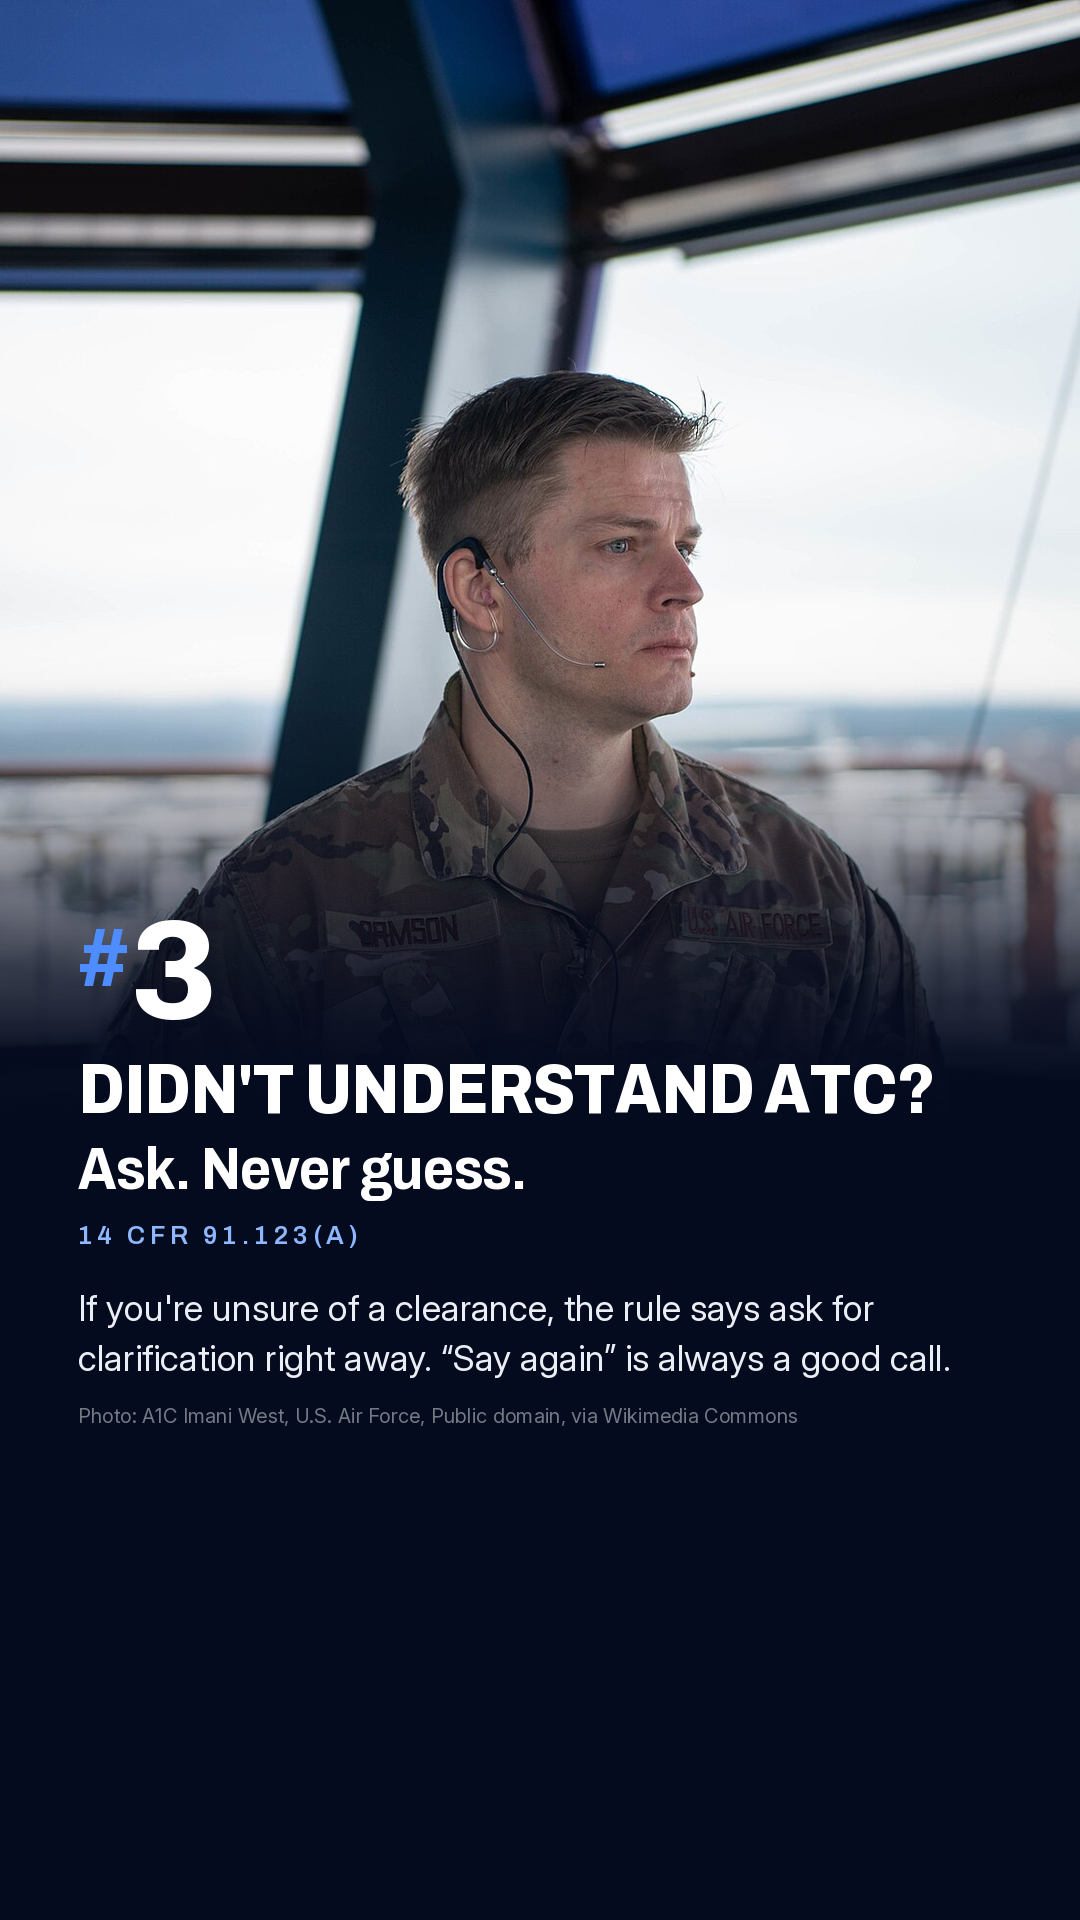 ORMSON
U.S. AIR FORCE
#3
DIDN'T UNDERSTAND ATC?
Ask. Never guess.
14 CFR 91.123(A)
If you're unsure of a clearance, the rule says ask for
clarification right away. “Say again” is always a good call.
Photo: A1C Imani West, U.S. Air Force, Public domain, via Wikimedia Commons